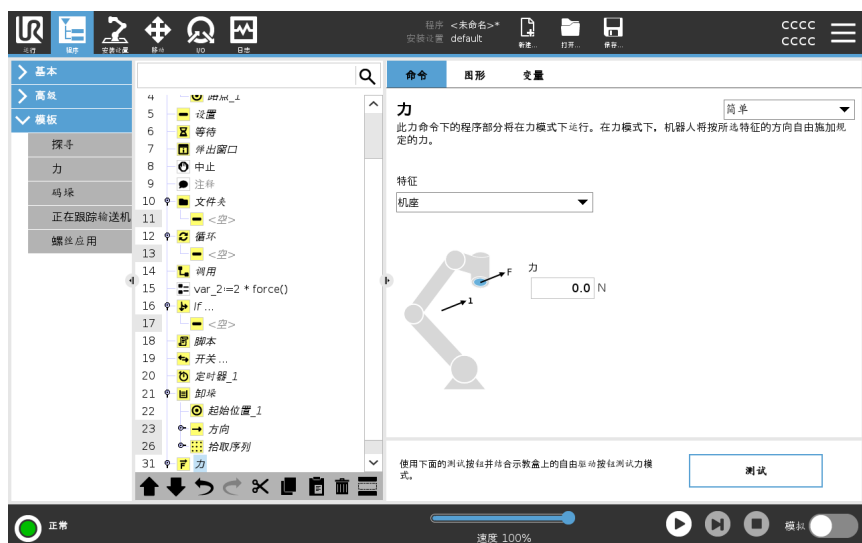 程序 <未命名>*
安装设置 default
新建... 打开... 保存...
CCCC
CCCC
运行 程序 安装设置 移动 I/O 日志
基本
高级
模板
探寻
力
码垛
正在跟踪输送机
螺丝应用
4 路点_1
5 设置
6 等待
7 弹出窗口
8 中止
9 注释
10 文件夹
11 <空>
12 循环
13 <空>
14 调用
15 var_2:=2 * force()
16 If ...
17 <空>
18 脚本
19 开关 ...
20 定时器_1
21 卸垛
22 起始位置_1
23 方向
26 拾取序列
31 力
命令 图形 变量
力
简单
此力命令下的程序部分将在力模式下运行。在力模式下，机器人将按所选特征的方向自由施加规
定的力。
特征
机座
F
1
力
0.0 N
使用下面的测试按钮并结合示教盒上的自由驱动按钮测试力模
式。
测试
正常
速度 100%
模拟